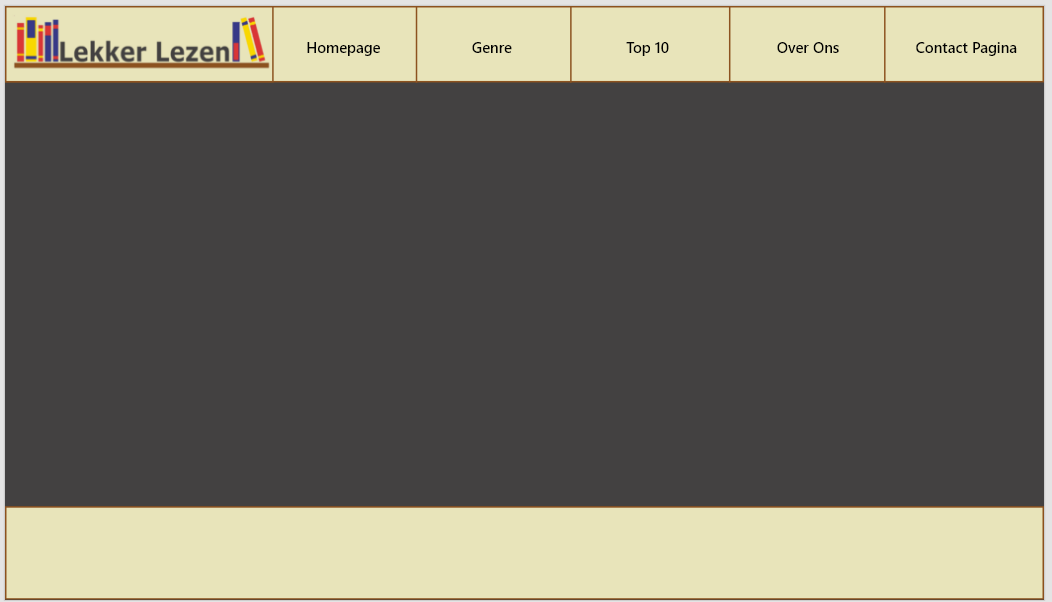 Lekker Lezen
Homepage
Genre
Top 10
Over Ons
Contact Pagina